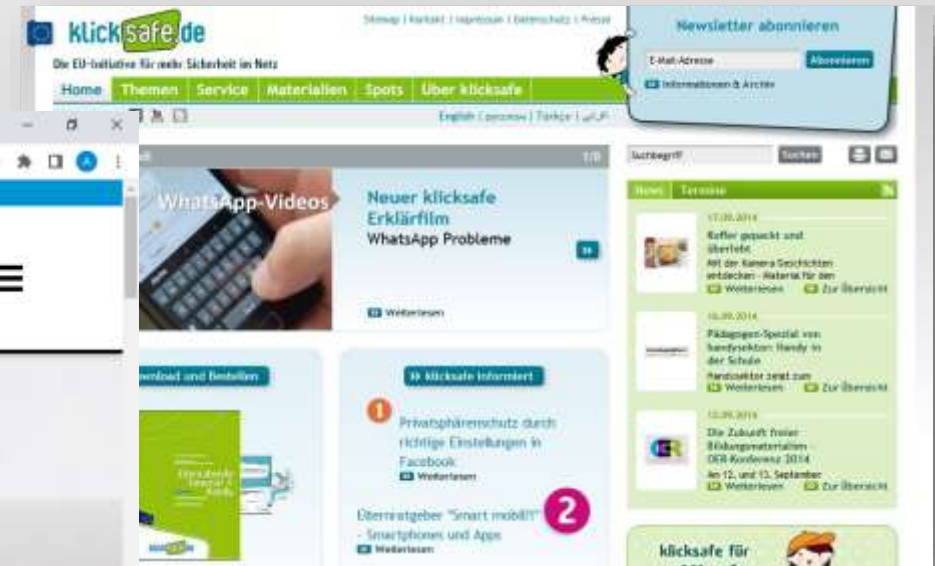 klicksafe.de
Die EU-Initiative für mehr Sicherheit im Netz
Sitemap | Kontakt | Impressum | Datenschutz | Presse
Newsletter abonnieren
E-Mail-Adresse
Abonnieren
Informationen & Archiv
Home Themen Service Materialien Spots Über klicksafe
English | русском | Türkçe |
1/8
Suchbegriff
Suchen
WhatsApp-Videos
Neuer klicksafe
Erklärfilm
WhatsApp Probleme
Weiterlesen
News Termine
17.09.2014
Koffer gepackt und
überlebt
Mit der Kamera Geschichten
entdecken - Material für den
Weiterlesen Zur Übersicht
16.09.2014
Pädagogen-Spezial von
handysektor: Handy in
der Schule
Handysektor zeigt zum
Weiterlesen Zur Übersicht
12.09.2014
Die Zukunft freier
Bildungsmaterialien -
OER-Konferenz 2014
Am 12. und 13. September
Weiterlesen Zur Übersicht
OER
und Bestellen
klicksafe informiert
1
Privatsphärenschutz durch
richtige Einstellungen in
Facebook
Weiterlesen
2
Elternratgeber "Smart mobil?!"
- Smartphones und Apps
Weiterlesen
klicksafe für